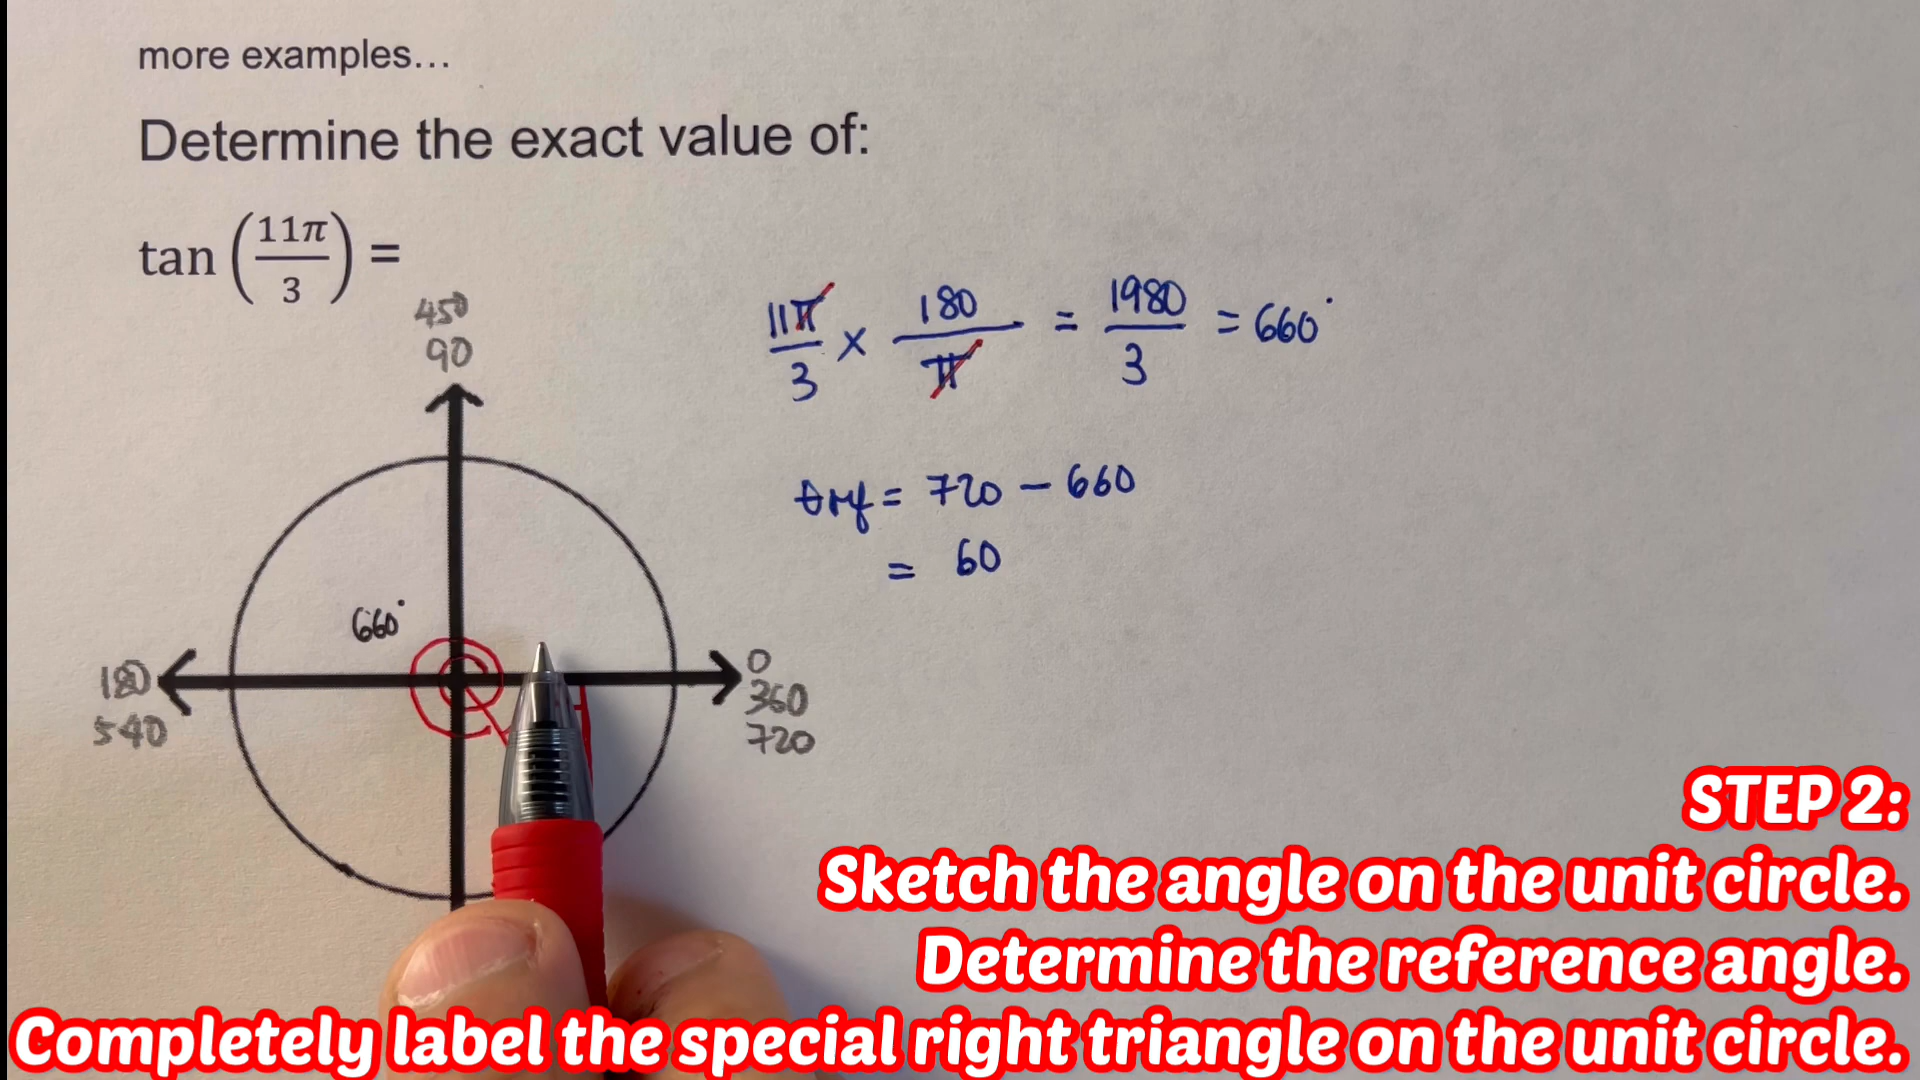 more examples...
Determine the exact value of:
tan (11π/3) =
11π/3 × 180/π = 1980/3 = 660°
450
90
θref = 720 - 660
= 60
660°
180
540
0
360
720
STEP 2:
Sketch the angle on the unit circle.
Determine the reference angle.
Completely label the special right triangle on the unit circle.